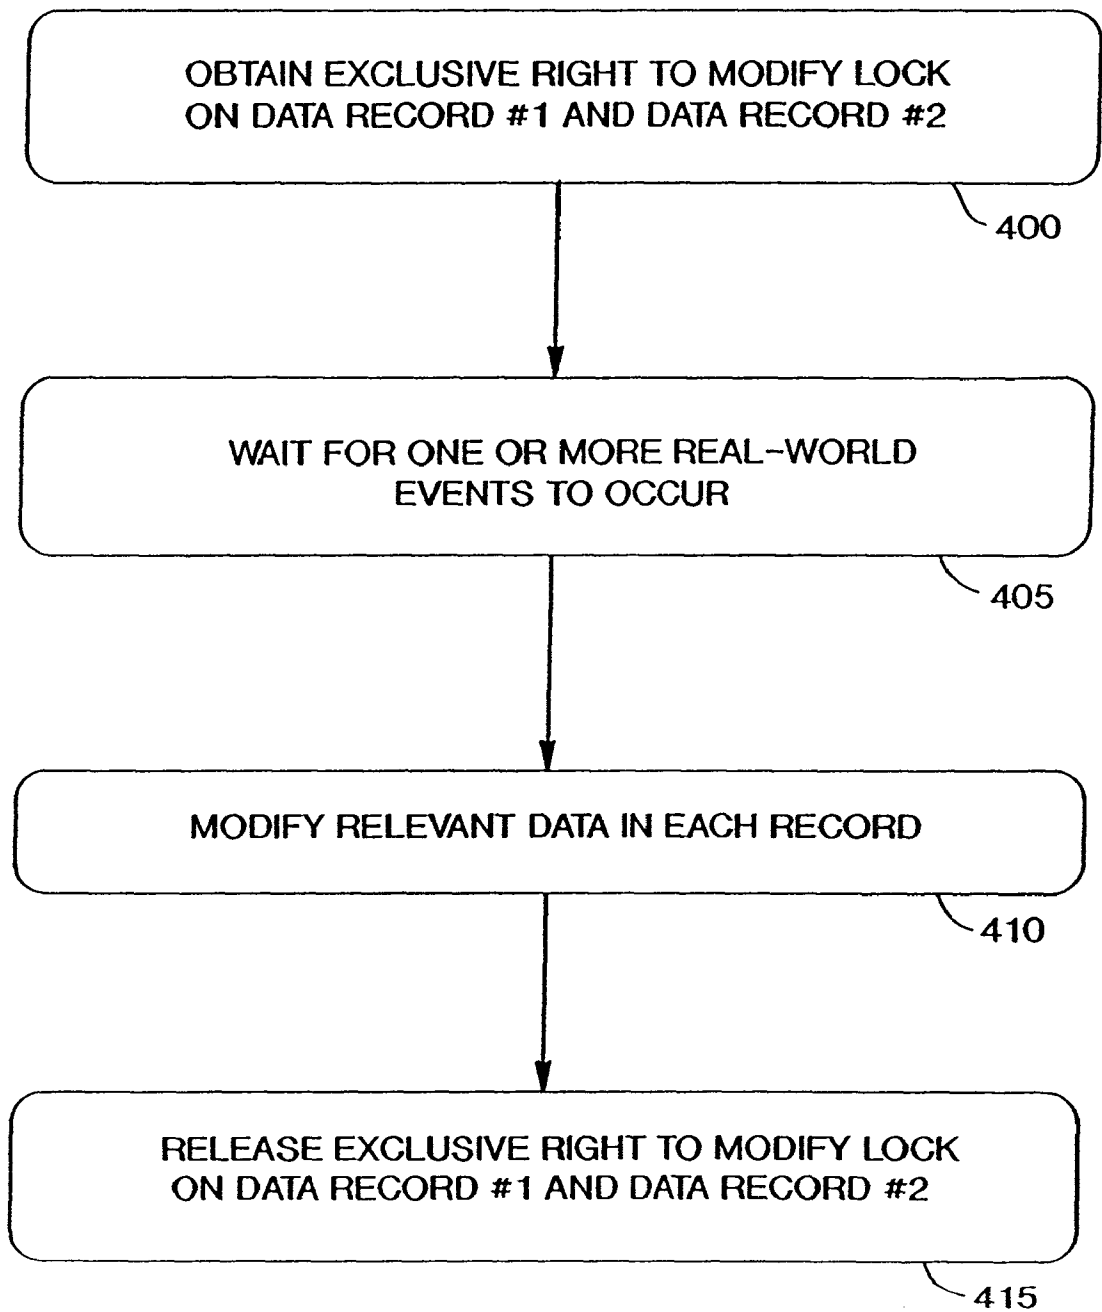 OBTAIN EXCLUSIVE RIGHT TO MODIFY LOCK
ON DATA RECORD #1 AND DATA RECORD #2
400
WAIT FOR ONE OR MORE REAL-WORLD
EVENTS TO OCCUR
405
MODIFY RELEVANT DATA IN EACH RECORD
410
RELEASE EXCLUSIVE RIGHT TO MODIFY LOCK
ON DATA RECORD #1 AND DATA RECORD #2
415